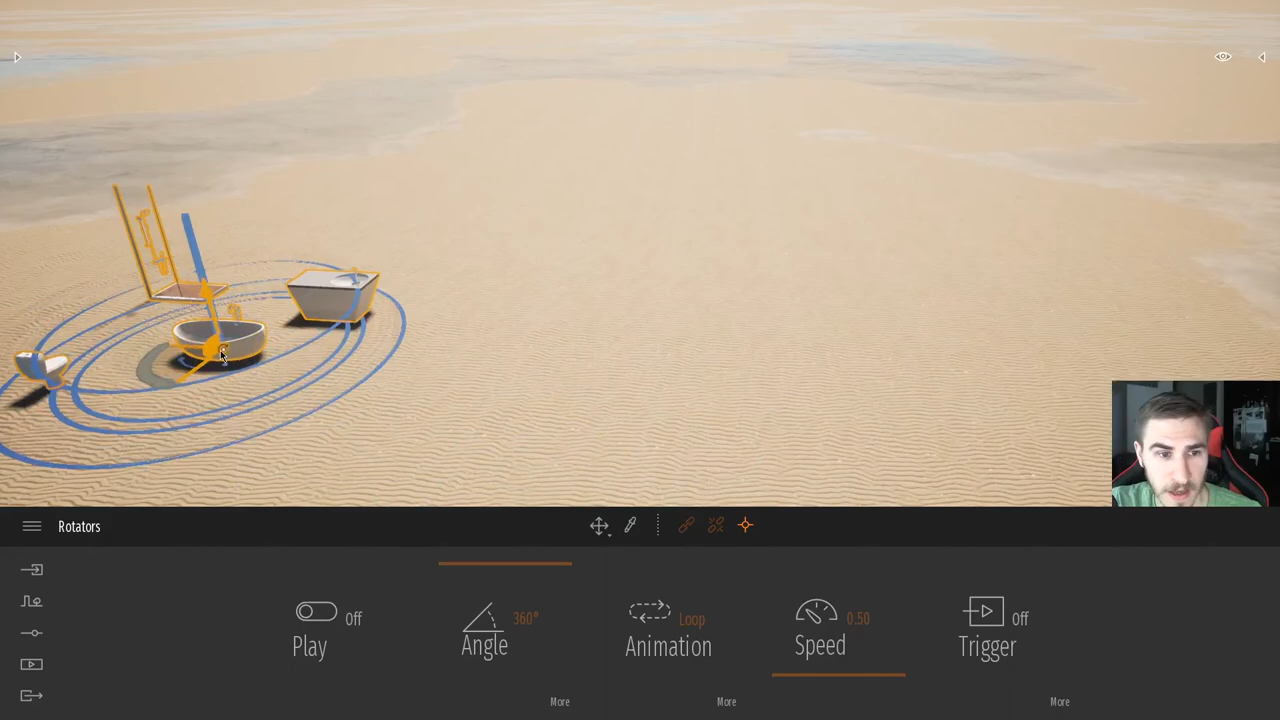 Rotators
Off
Play
360°
Angle
Loop
Animation
0.50
Speed
Off
Trigger
More
More
More